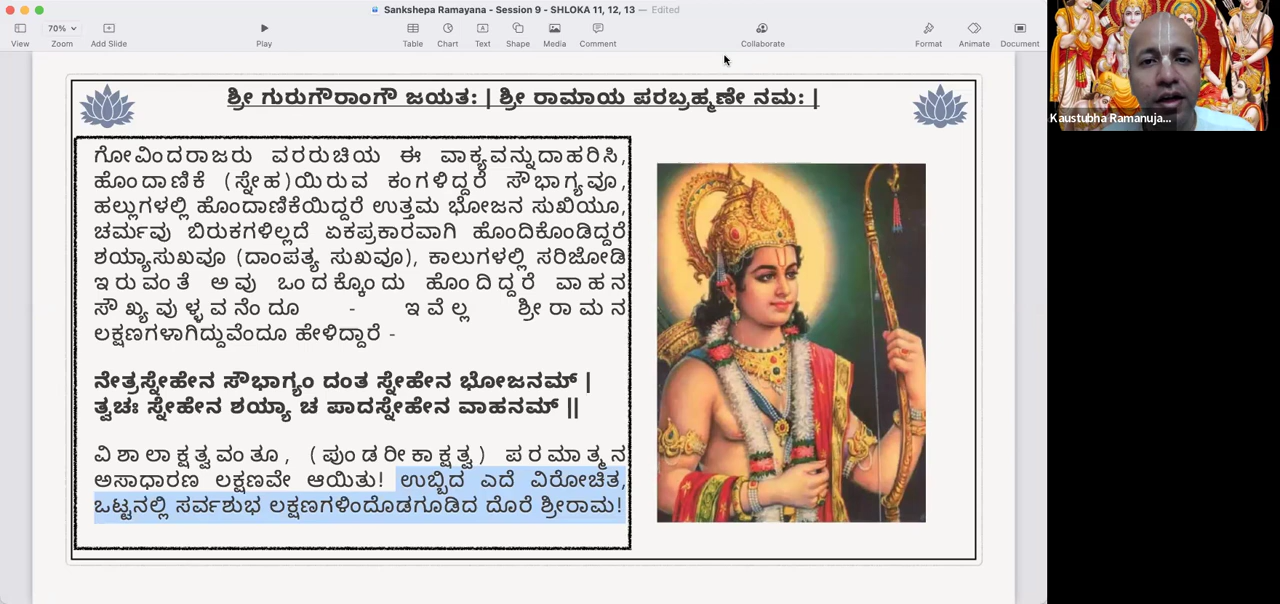 Sankshepa Ramayana - Session 9 - SHLOKA 11, 12, 13 — Edited
70%
View Zoom Add Slide Play Table Chart Text Shape Media Comment Collaborate Format Animate Document
Kaustubha Ramanuja...
ಶ್ರೀ ಗುರುಗೌರಾಂಗೌ ಜಯತಃ | ಶ್ರೀ ರಾಮಾಯ ಪರಬ್ರಹ್ಮಣೇ ನಮಃ |
ಗೋವಿಂದರಾಜರು ವರರುಚಿಯ ಈ ವಾಕ್ಯವನ್ನುದಾಹರಿಸಿ,
ಹೊಂದಾಣಿಕೆ (ಸ್ನೇಹ)ಯಿರುವ ಕಂಗಳಿದ್ದರೆ ಸೌಭಾಗ್ಯವೂ,
ಹಲ್ಲುಗಳಲ್ಲಿ ಹೊಂದಾಣಿಕೆಯಿದ್ದರೆ ಉತ್ತಮ ಭೋಜನ ಸುಖಿಯೂ,
ಚರ್ಮವು ಬಿರುಕಗಳಿಲ್ಲದೆ ಏಕಪ್ರಕಾರವಾಗಿ ಹೊಂದಿಕೊಂಡಿದ್ದರೆ
ಶಯ್ಯಾಸುಖವೂ (ದಾಂಪತ್ಯ ಸುಖವೂ), ಕಾಲುಗಳಲ್ಲಿ ಸರಿಜೋಡಿ
ಇರುವಂತೆ ಅವು ಒಂದಕ್ಕೊಂದು ಹೊಂದಿದ್ದರೆ ವಾಹನ
ಸೌಖ್ಯವುಳ್ಳವನೆಂದೂ - ಇವೆಲ್ಲ ಶ್ರೀರಾಮನ
ಲಕ್ಷಣಗಳಾಗಿದ್ದುವೆಂದೂ ಹೇಳಿದ್ದಾರೆ -
ನೇತ್ರಸ್ನೇಹೇನ ಸೌಭಾಗ್ಯಂ ದಂತ ಸ್ನೇಹೇನ ಭೋಜನಮ್ |
ತ್ವಚಃ ಸ್ನೇಹೇನ ಶಯ್ಯಾ ಚ ಪಾದಸ್ನೇಹೇನ ವಾಹನಮ್ ||
ವಿಶಾಲಾಕ್ಷತ್ವವಂತೂ, (ಪುಂಡರೀಕಾಕ್ಷತ್ವ) ಪರಮಾತ್ಮನ
ಅಸಾಧಾರಣ ಲಕ್ಷಣವೇ ಆಯಿತು! ಉಬ್ಬಿದ ಎದೆ ವಿರೋಚಿತ,
ಒಟ್ಟನಲ್ಲಿ ಸರ್ವಶುಭ ಲಕ್ಷಣಗಳಿಂದೊಡಗೂಡಿದ ದೊರೆ ಶ್ರೀರಾಮ!